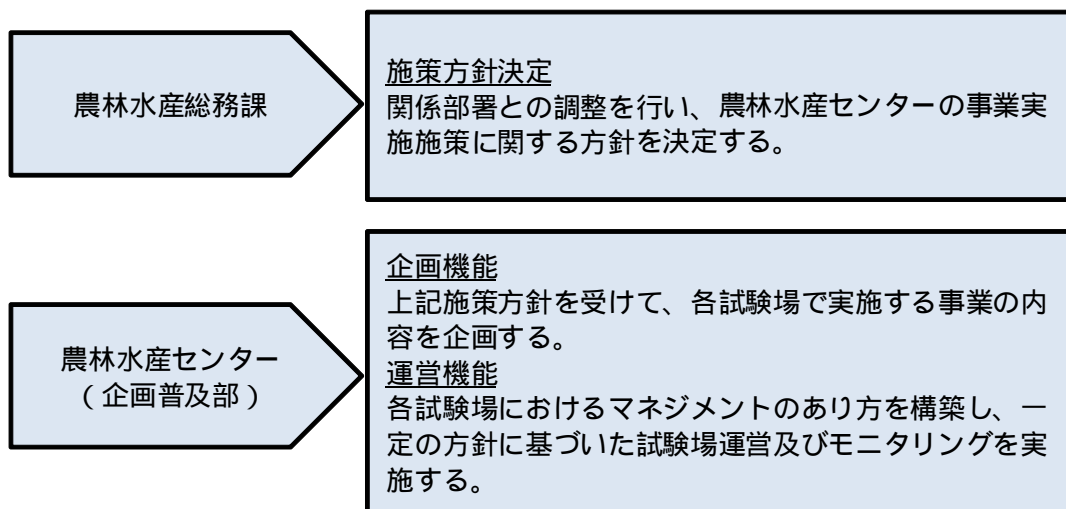 農林水産総務課
施策方針決定
関係部署との調整を行い、農林水産センターの事業実
施施策に関する方針を決定する。
農林水産センター
（企画普及部）
企画機能
上記施策方針を受けて、各試験場で実施する事業の内
容を企画する。
運営機能
各試験場におけるマネジメントのあり方を構築し、一
定の方針に基づいた試験場運営及びモニタリングを実
施する。